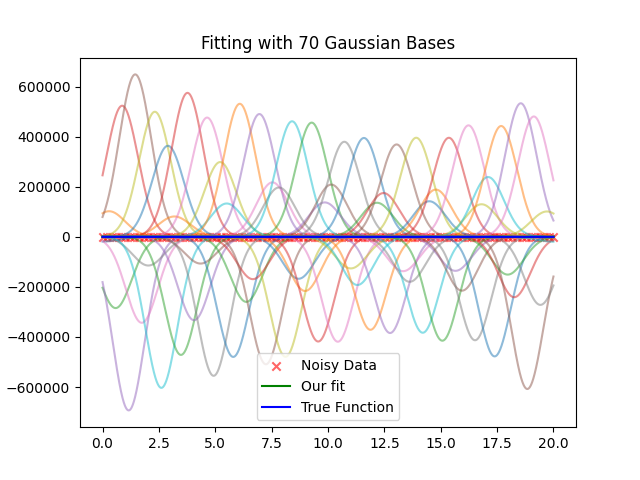 Fitting with 70 Gaussian Bases
600000
400000
200000
0
−200000
−400000
−600000
Noisy Data
Our fit
True Function
0.0 2.5 5.0 7.5 10.0 12.5 15.0 17.5 20.0